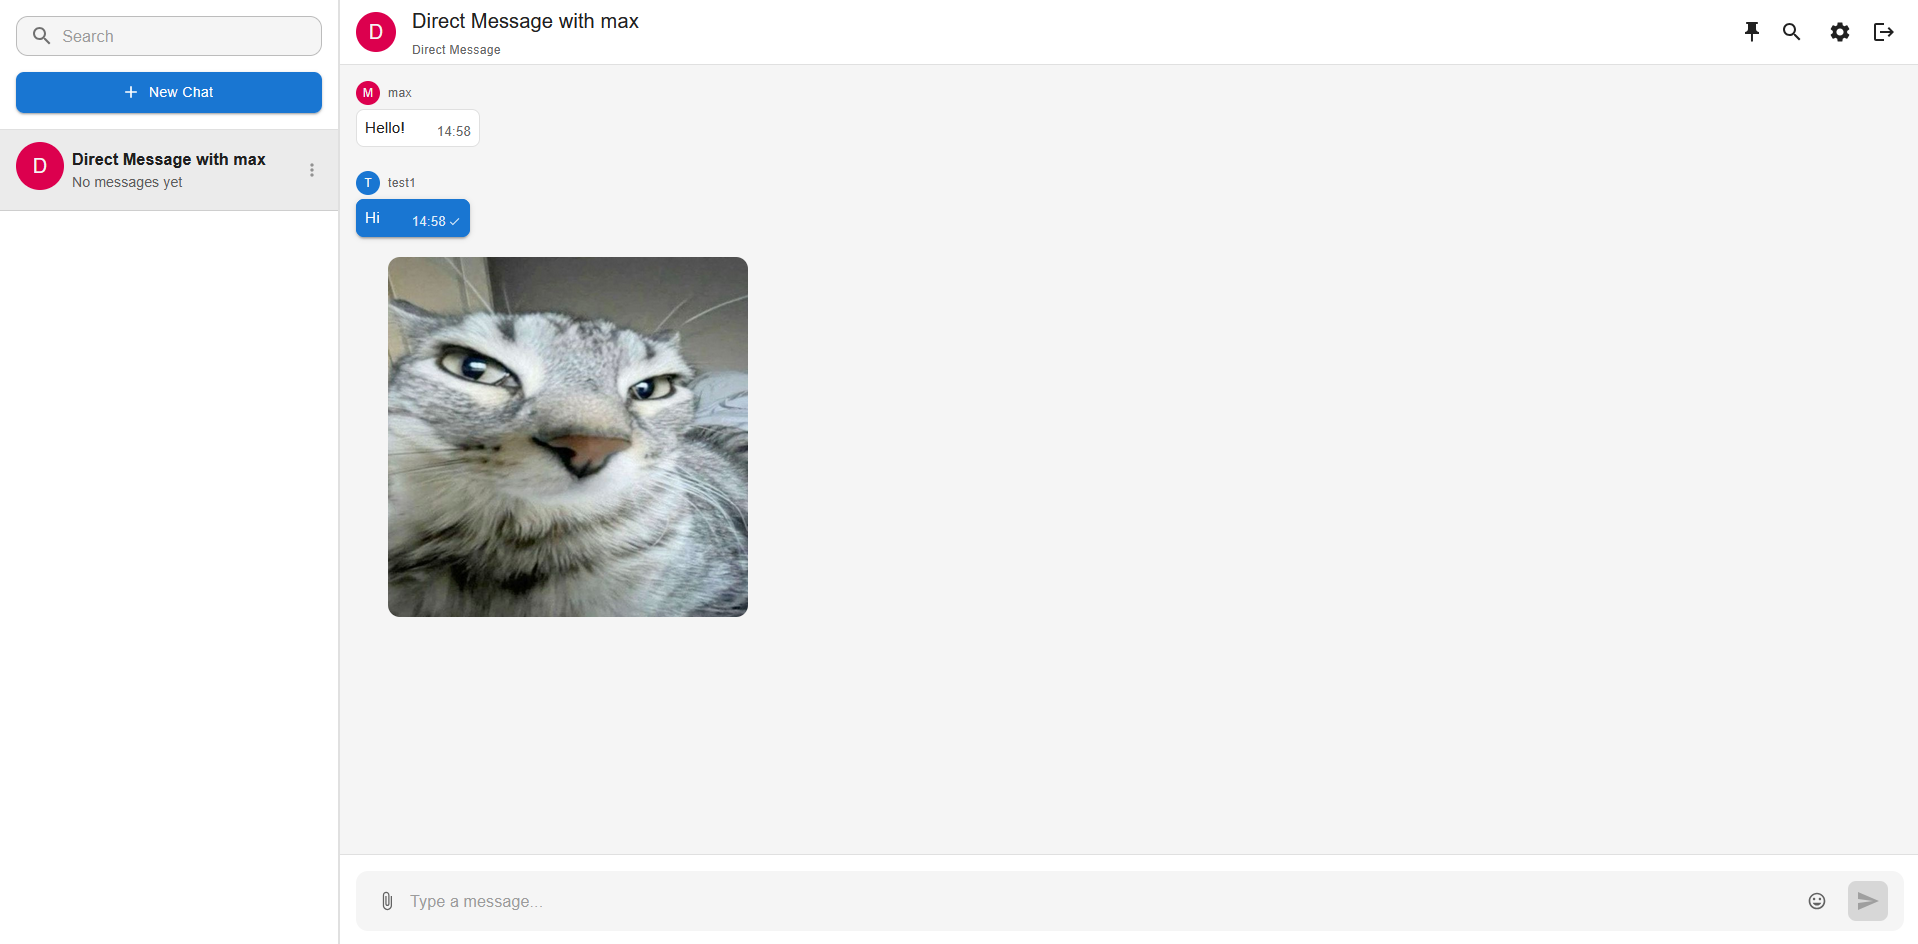 Search
New Chat
D
Direct Message with max
No messages yet
D
Direct Message with max
Direct Message
M
max
Hello!
14:58
T
test1
Hi
14:58
Type a message...